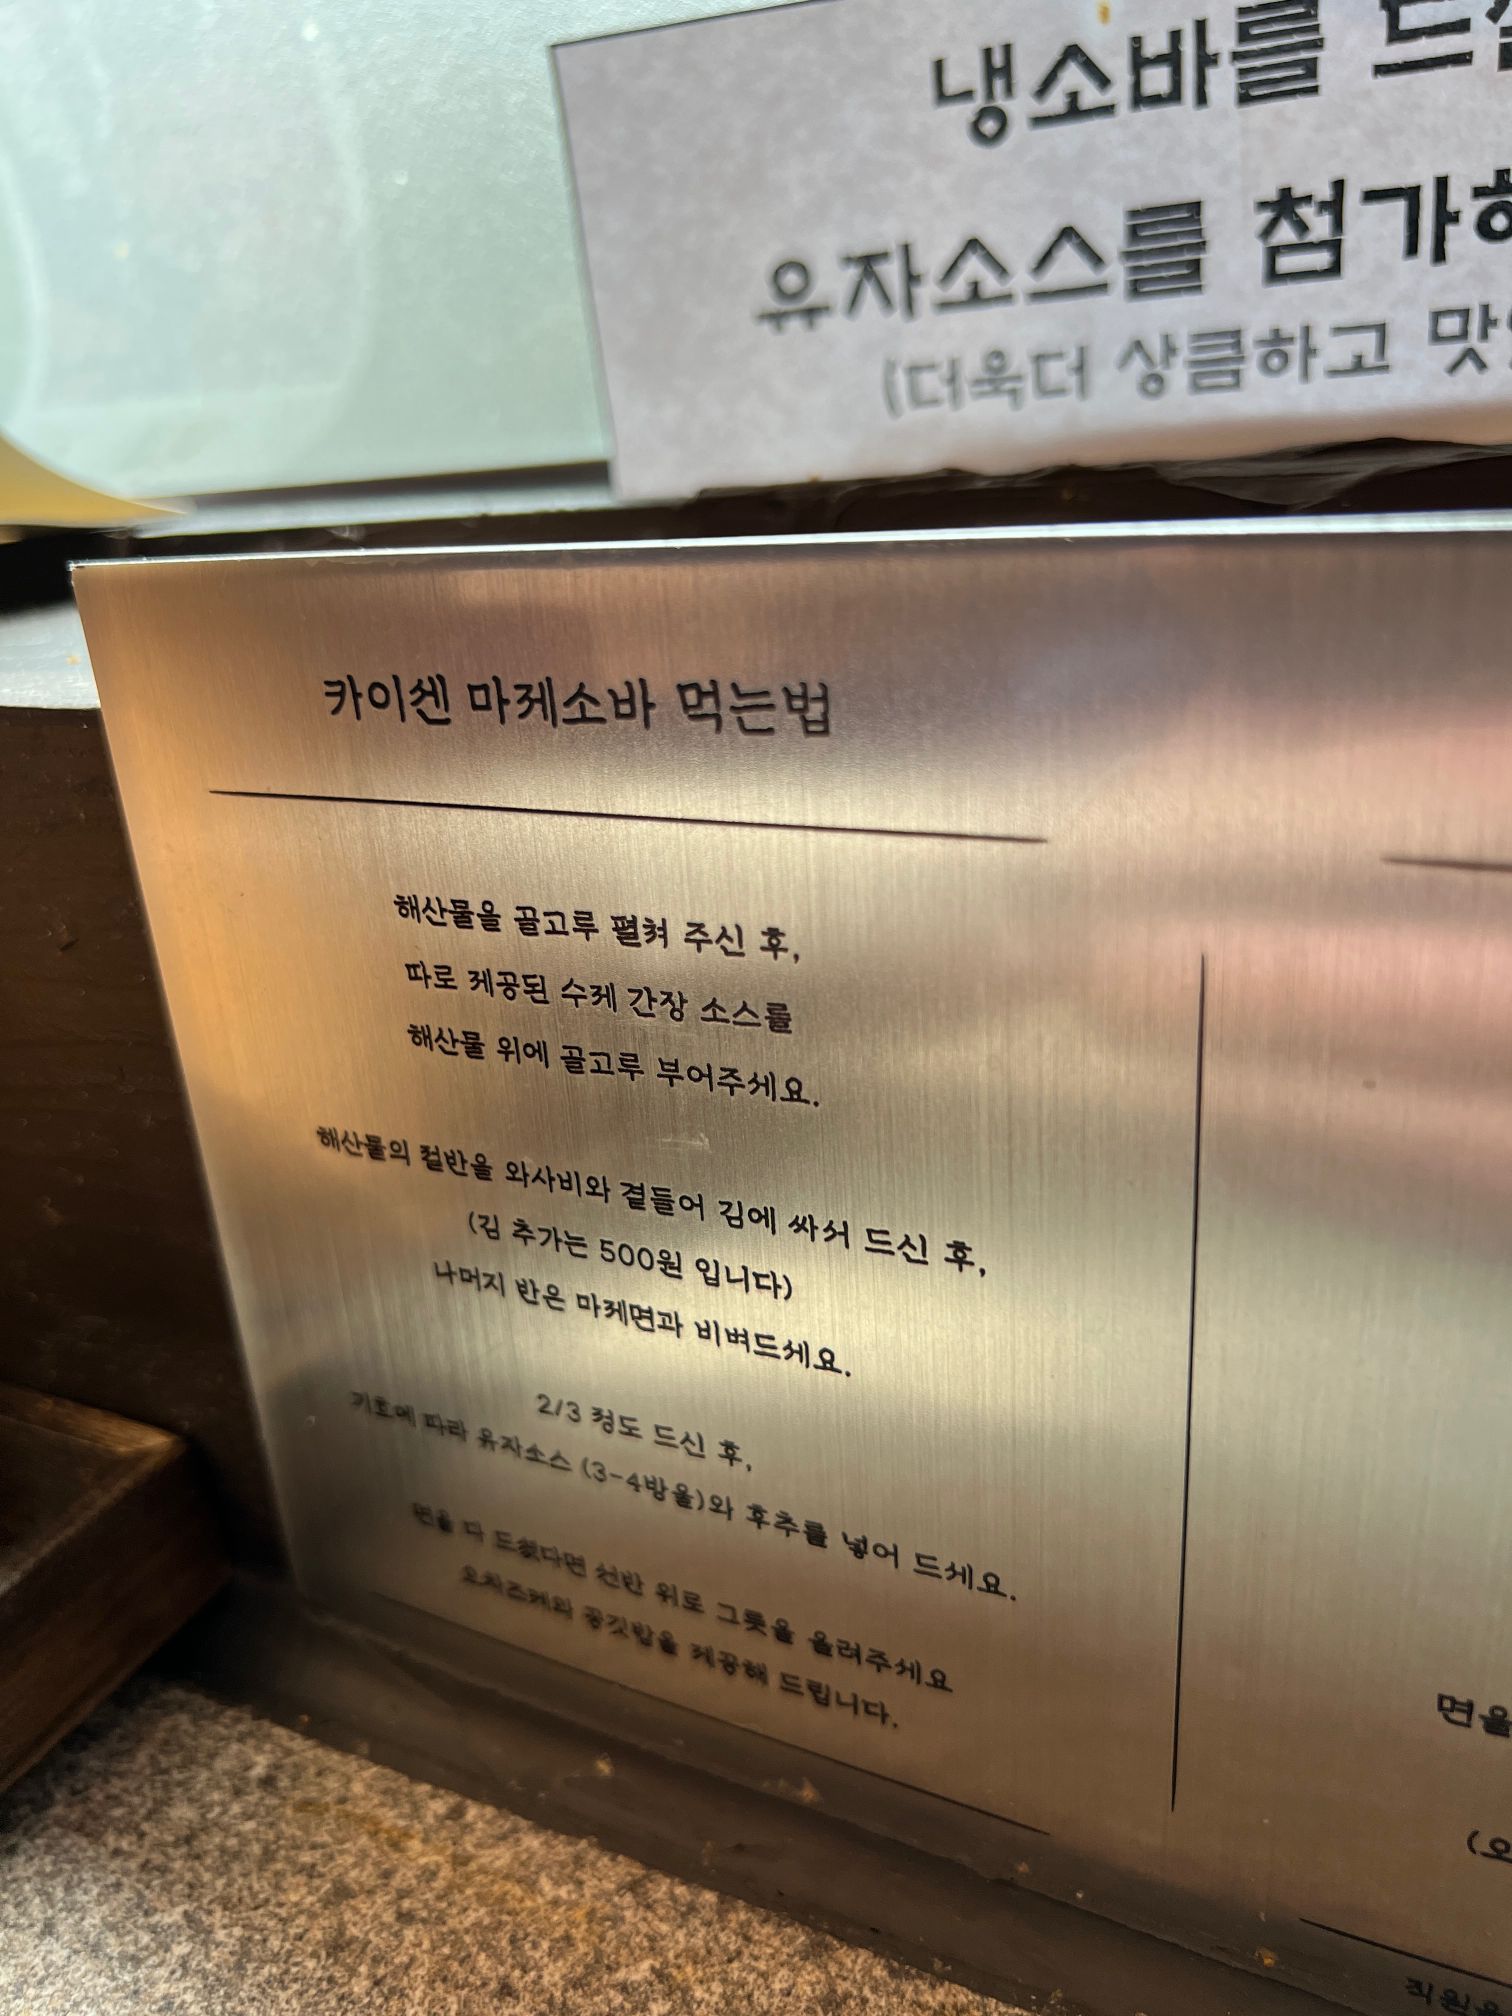 냉소바를
유자소스를
(더욱더 상큼하고
카이센 마제소바 먹는법
해산물을 골고루 펼쳐 주신 후,
따로 제공된 수제 간장 소스를
해산물 위에 골고루 부어주세요.
해산물의 절반을 와사비와 곁들어 김에 싸서 드신 후,
(김 추가는 500원 입니다)
나머지 반은 마제면과 비벼드세요.
2/3 정도 드신 후,
기호에 따라 유자소스 (3-4방울)와 후추를 넣어 드세요.
면을 다 드셨다면 선반 위로 그릇을 올려주세요
오차즈케와 공깃밥을 제공해 드립니다.
면을